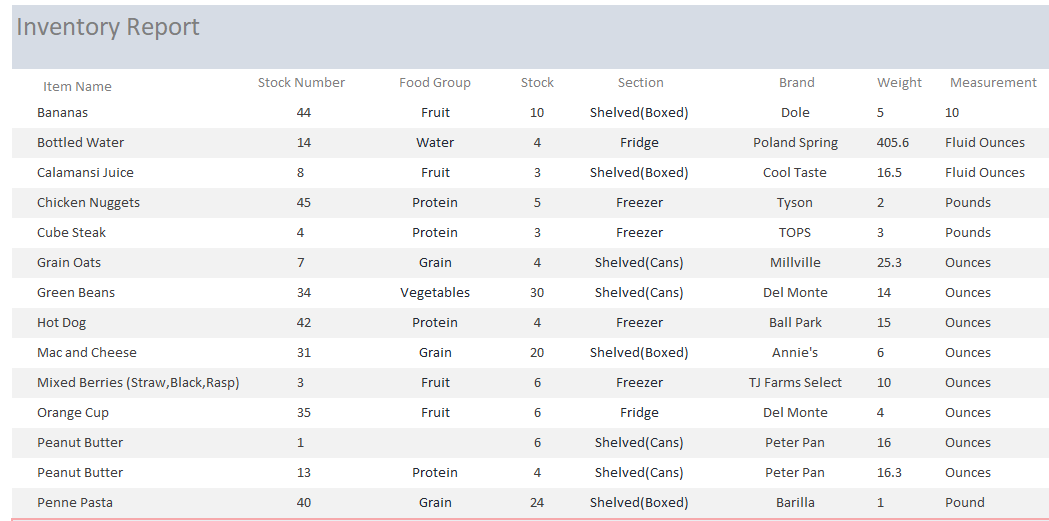 Inventory Report
Item Name Stock Number Food Group Stock Section Brand Weight Measurement
Bananas 44 Fruit 10 Shelved(Boxed) Dole 5 10
Bottled Water 14 Water 4 Fridge Poland Spring 405.6 Fluid Ounces
Calamansi Juice 8 Fruit 3 Shelved(Boxed) Cool Taste 16.5 Fluid Ounces
Chicken Nuggets 45 Protein 5 Freezer Tyson 2 Pounds
Cube Steak 4 Protein 3 Freezer TOPS 3 Pounds
Grain Oats 7 Grain 4 Shelved(Cans) Millville 25.3 Ounces
Green Beans 34 Vegetables 30 Shelved(Cans) Del Monte 14 Ounces
Hot Dog 42 Protein 4 Freezer Ball Park 15 Ounces
Mac and Cheese 31 Grain 20 Shelved(Boxed) Annie's 6 Ounces
Mixed Berries (Straw,Black,Rasp) 3 Fruit 6 Freezer TJ Farms Select 10 Ounces
Orange Cup 35 Fruit 6 Fridge Del Monte 4 Ounces
Peanut Butter 1 6 Shelved(Cans) Peter Pan 16 Ounces
Peanut Butter 13 Protein 4 Shelved(Cans) Peter Pan 16.3 Ounces
Penne Pasta 40 Grain 24 Shelved(Boxed) Barilla 1 Pound